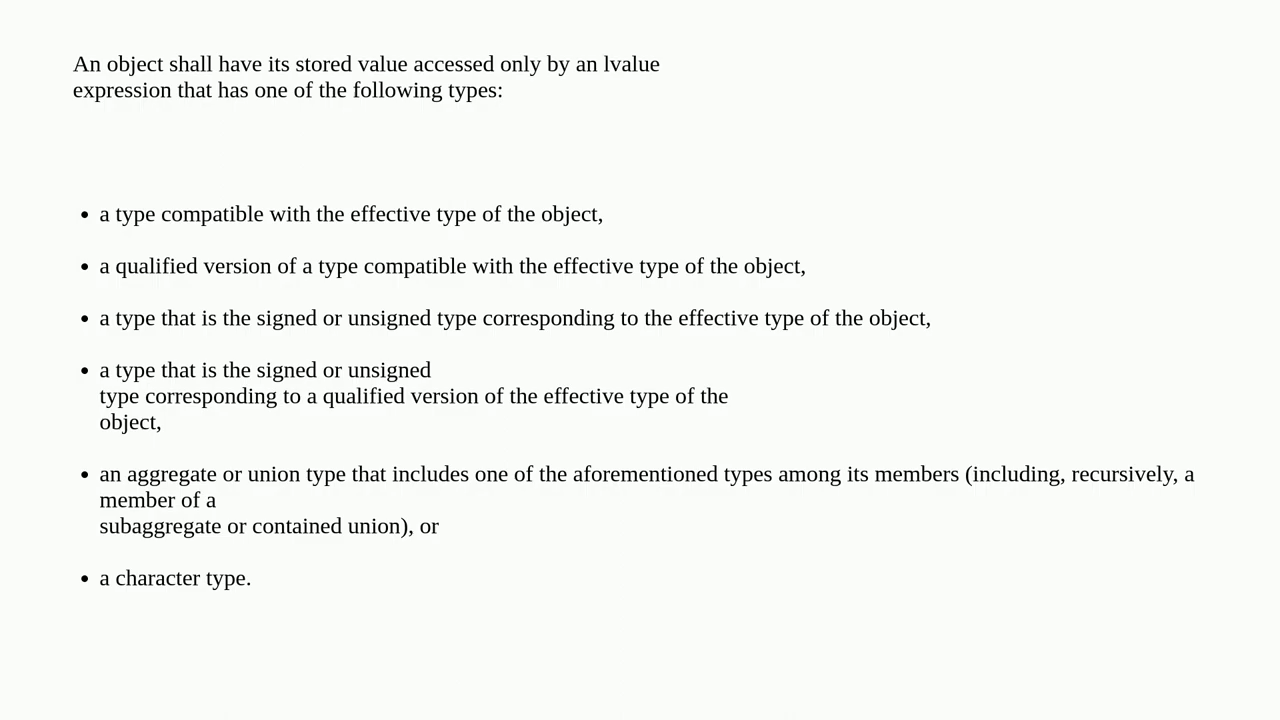 An object shall have its stored value accessed only by an lvalue
expression that has one of the following types:
• a type compatible with the effective type of the object,
• a qualified version of a type compatible with the effective type of the object,
• a type that is the signed or unsigned type corresponding to the effective type of the object,
• a type that is the signed or unsigned
type corresponding to a qualified version of the effective type of the
object,
• an aggregate or union type that includes one of the aforementioned types among its members (including, recursively, a
member of a
subaggregate or contained union), or
• a character type.